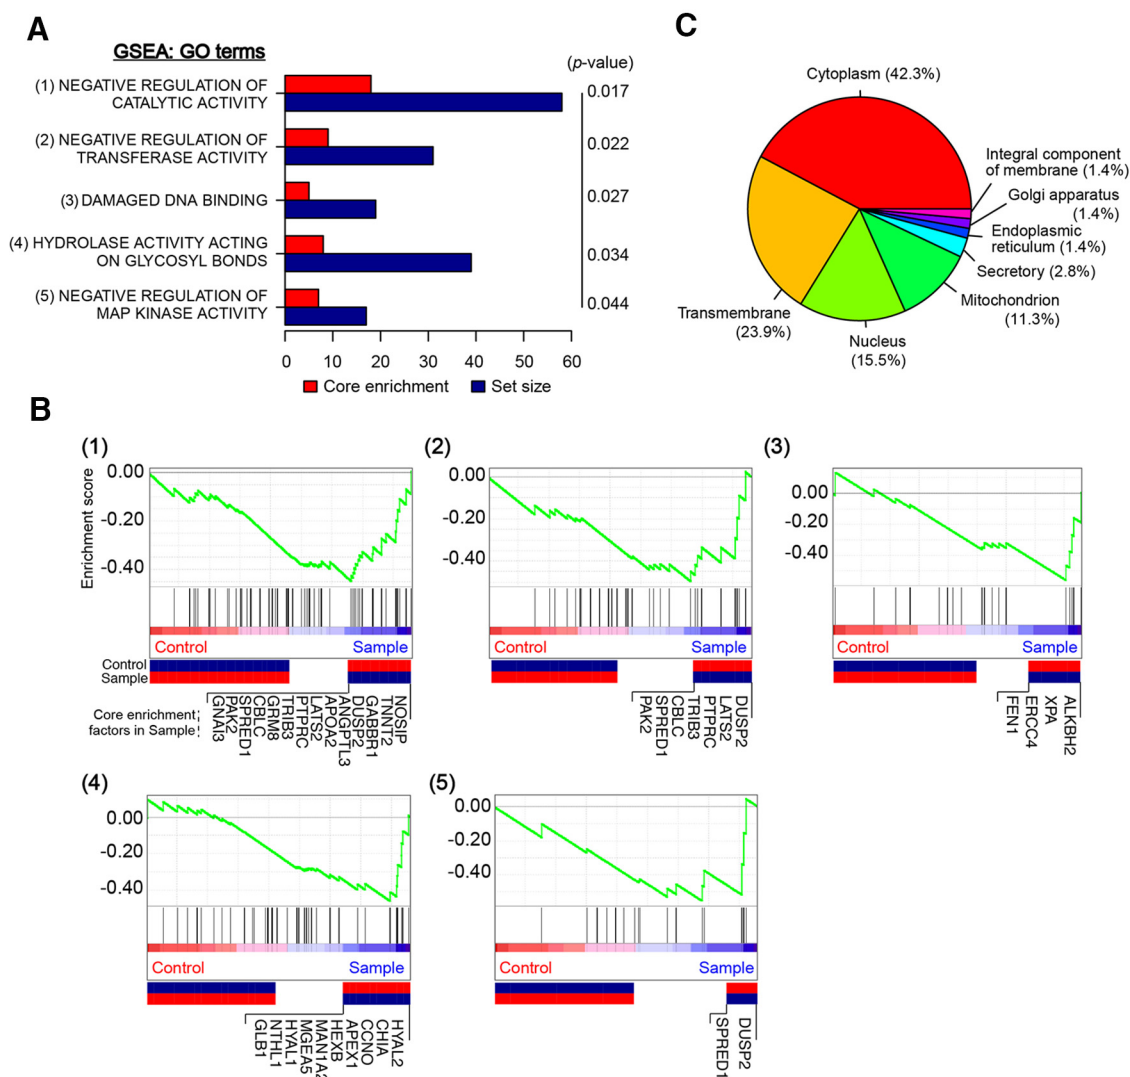 A
GSEA: GO terms
(p-value)
(1) NEGATIVE REGULATION OF
CATALYTIC ACTIVITY
0.017
(2) NEGATIVE REGULATION OF
TRANSFERASE ACTIVITY
0.022
(3) DAMAGED DNA BINDING
0.027
(4) HYDROLASE ACTIVITY ACTING
ON GLYCOSYL BONDS
0.034
(5) NEGATIVE REGULATION OF
MAP KINASE ACTIVITY
0.044
0 10 20 30 40 50 60
Core enrichment
Set size
C
Cytoplasm (42.3%)
Integral component
of membrane (1.4%)
Golgi apparatus
(1.4%)
Endoplasmic
reticulum (1.4%)
Secretory (2.8%)
Mitochondrion
(11.3%)
Nucleus
(15.5%)
Transmembrane
(23.9%)
B
(1)
Enrichment score
0.00
-0.20
-0.40
Control
Sample
Control
Sample
Core enrichment
factors in Sample
GNAI3
PAK2
SPRED1
CBLC
GRM8
TRIB3
PTPRC
LATS2
APOA2
ANGPTL3
DUSP2
GABBR1
TNNT2
NOSIP
(2)
0.00
-0.20
-0.40
Control
Sample
PAK2
SPRED1
CBLC
TRIB3
PTPRC
LATS2
DUSP2
(3)
0.00
-0.20
-0.40
Control
Sample
FEN1
ERCC4
XPA
ALKBH2
(4)
0.00
-0.20
-0.40
Control
Sample
GLB1
NTHL1
HYAL1
MGEA5
MAN1A2
HEXB
APEX1
CCNO
CHIA
HYAL2
(5)
0.00
-0.20
-0.40
Control
Sample
SPRED1
DUSP2